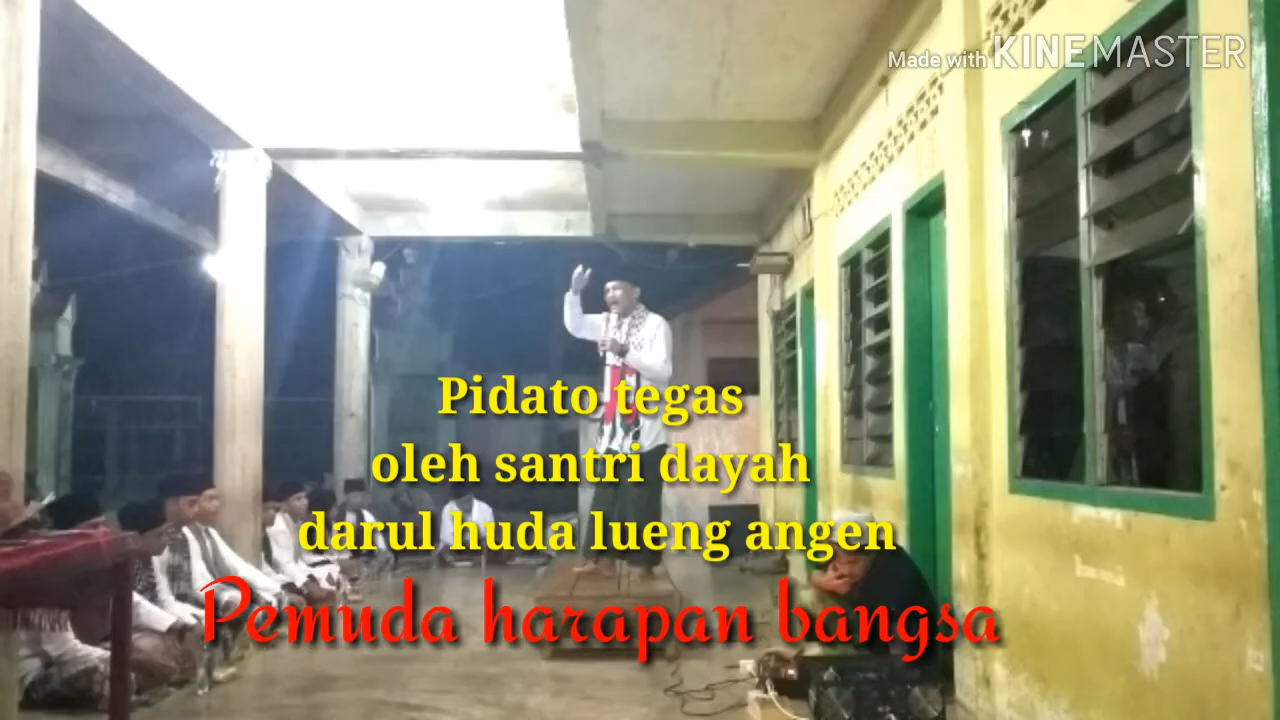 Made with KINEMASTER
Pidato tegas
oleh santri dayah
darul huda lueng angen
Pemuda harapan bangsa